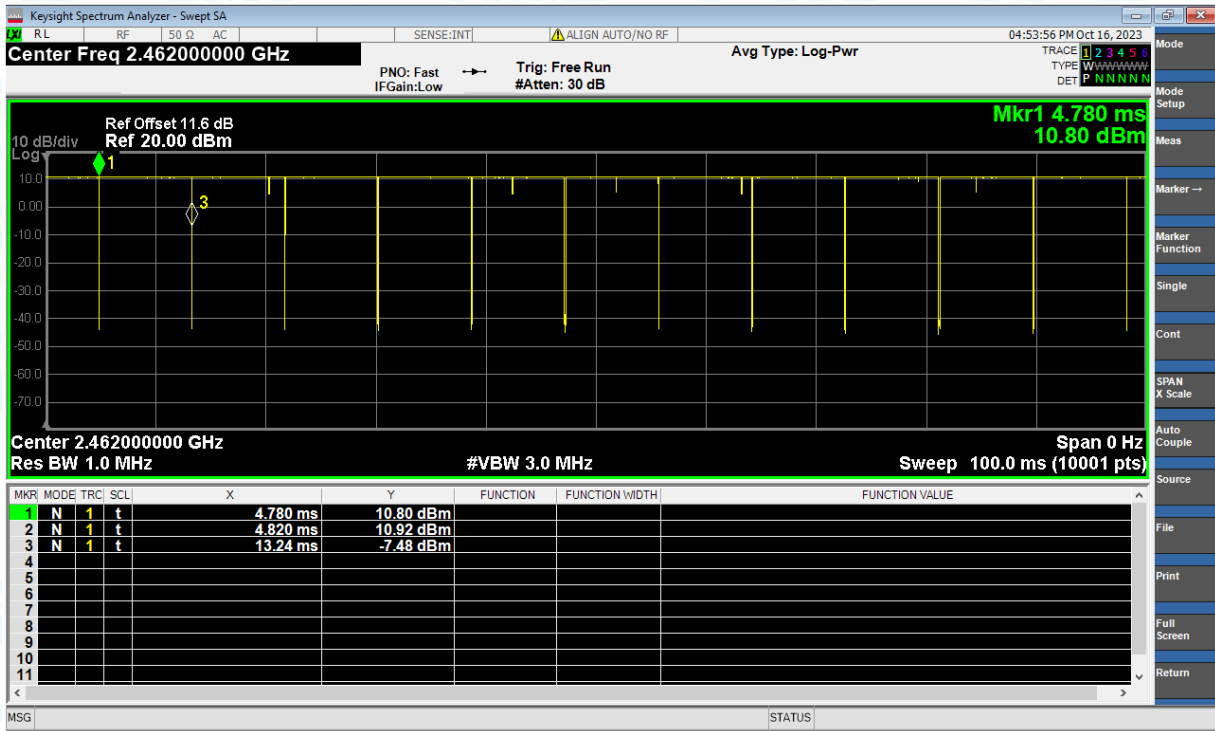 Keysight Spectrum Analyzer - Swept SA
LXI RL RF 50 Ω AC SENSE:INT ALIGN AUTO/NO RF 04:53:56 PM Oct 16, 2023
Center Freq 2.462000000 GHz
Avg Type: Log-Pwr
TRACE 1 2 3 4 5 6
PNO: Fast Trig: Free Run
TYPE WWWWWW
IFGain:Low #Atten: 30 dB
DET P N N N N N
Mkr1 4.780 ms
10.80 dBm
Ref Offset 11.6 dB
10 dB/div Ref 20.00 dBm
Log
1
3
10.0
0.00
-10.0
-20.0
-30.0
-40.0
-50.0
-60.0
-70.0
Center 2.462000000 GHz Span 0 Hz
Res BW 1.0 MHz #VBW 3.0 MHz Sweep 100.0 ms (10001 pts)
MKR MODE TRC SCL X Y FUNCTION FUNCTION WIDTH FUNCTION VALUE
1 N 1 t 4.780 ms 10.80 dBm
2 N 1 t 4.820 ms 10.92 dBm
3 N 1 t 13.24 ms -7.48 dBm
4
5
6
7
8
9
10
11
MSG STATUS
Mode
Mode
Setup
Meas
Marker→
Marker
Function
Single
Cont
SPAN
X Scale
Auto
Couple
Source
File
Print
Full
Screen
Return